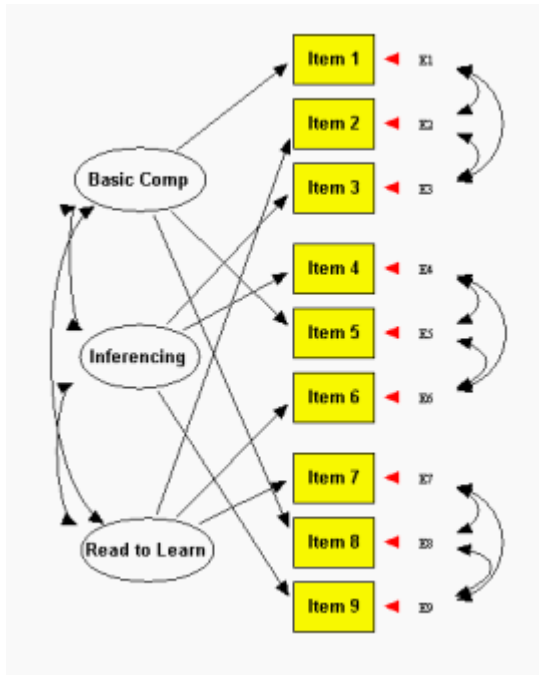 Item 1
E1
Item 2
E2
Basic Comp
Item 3
E3
Item 4
E4
Item 5
E5
Inferencing
Item 6
E6
Item 7
E7
Item 8
E8
Read to Learn
Item 9
E9